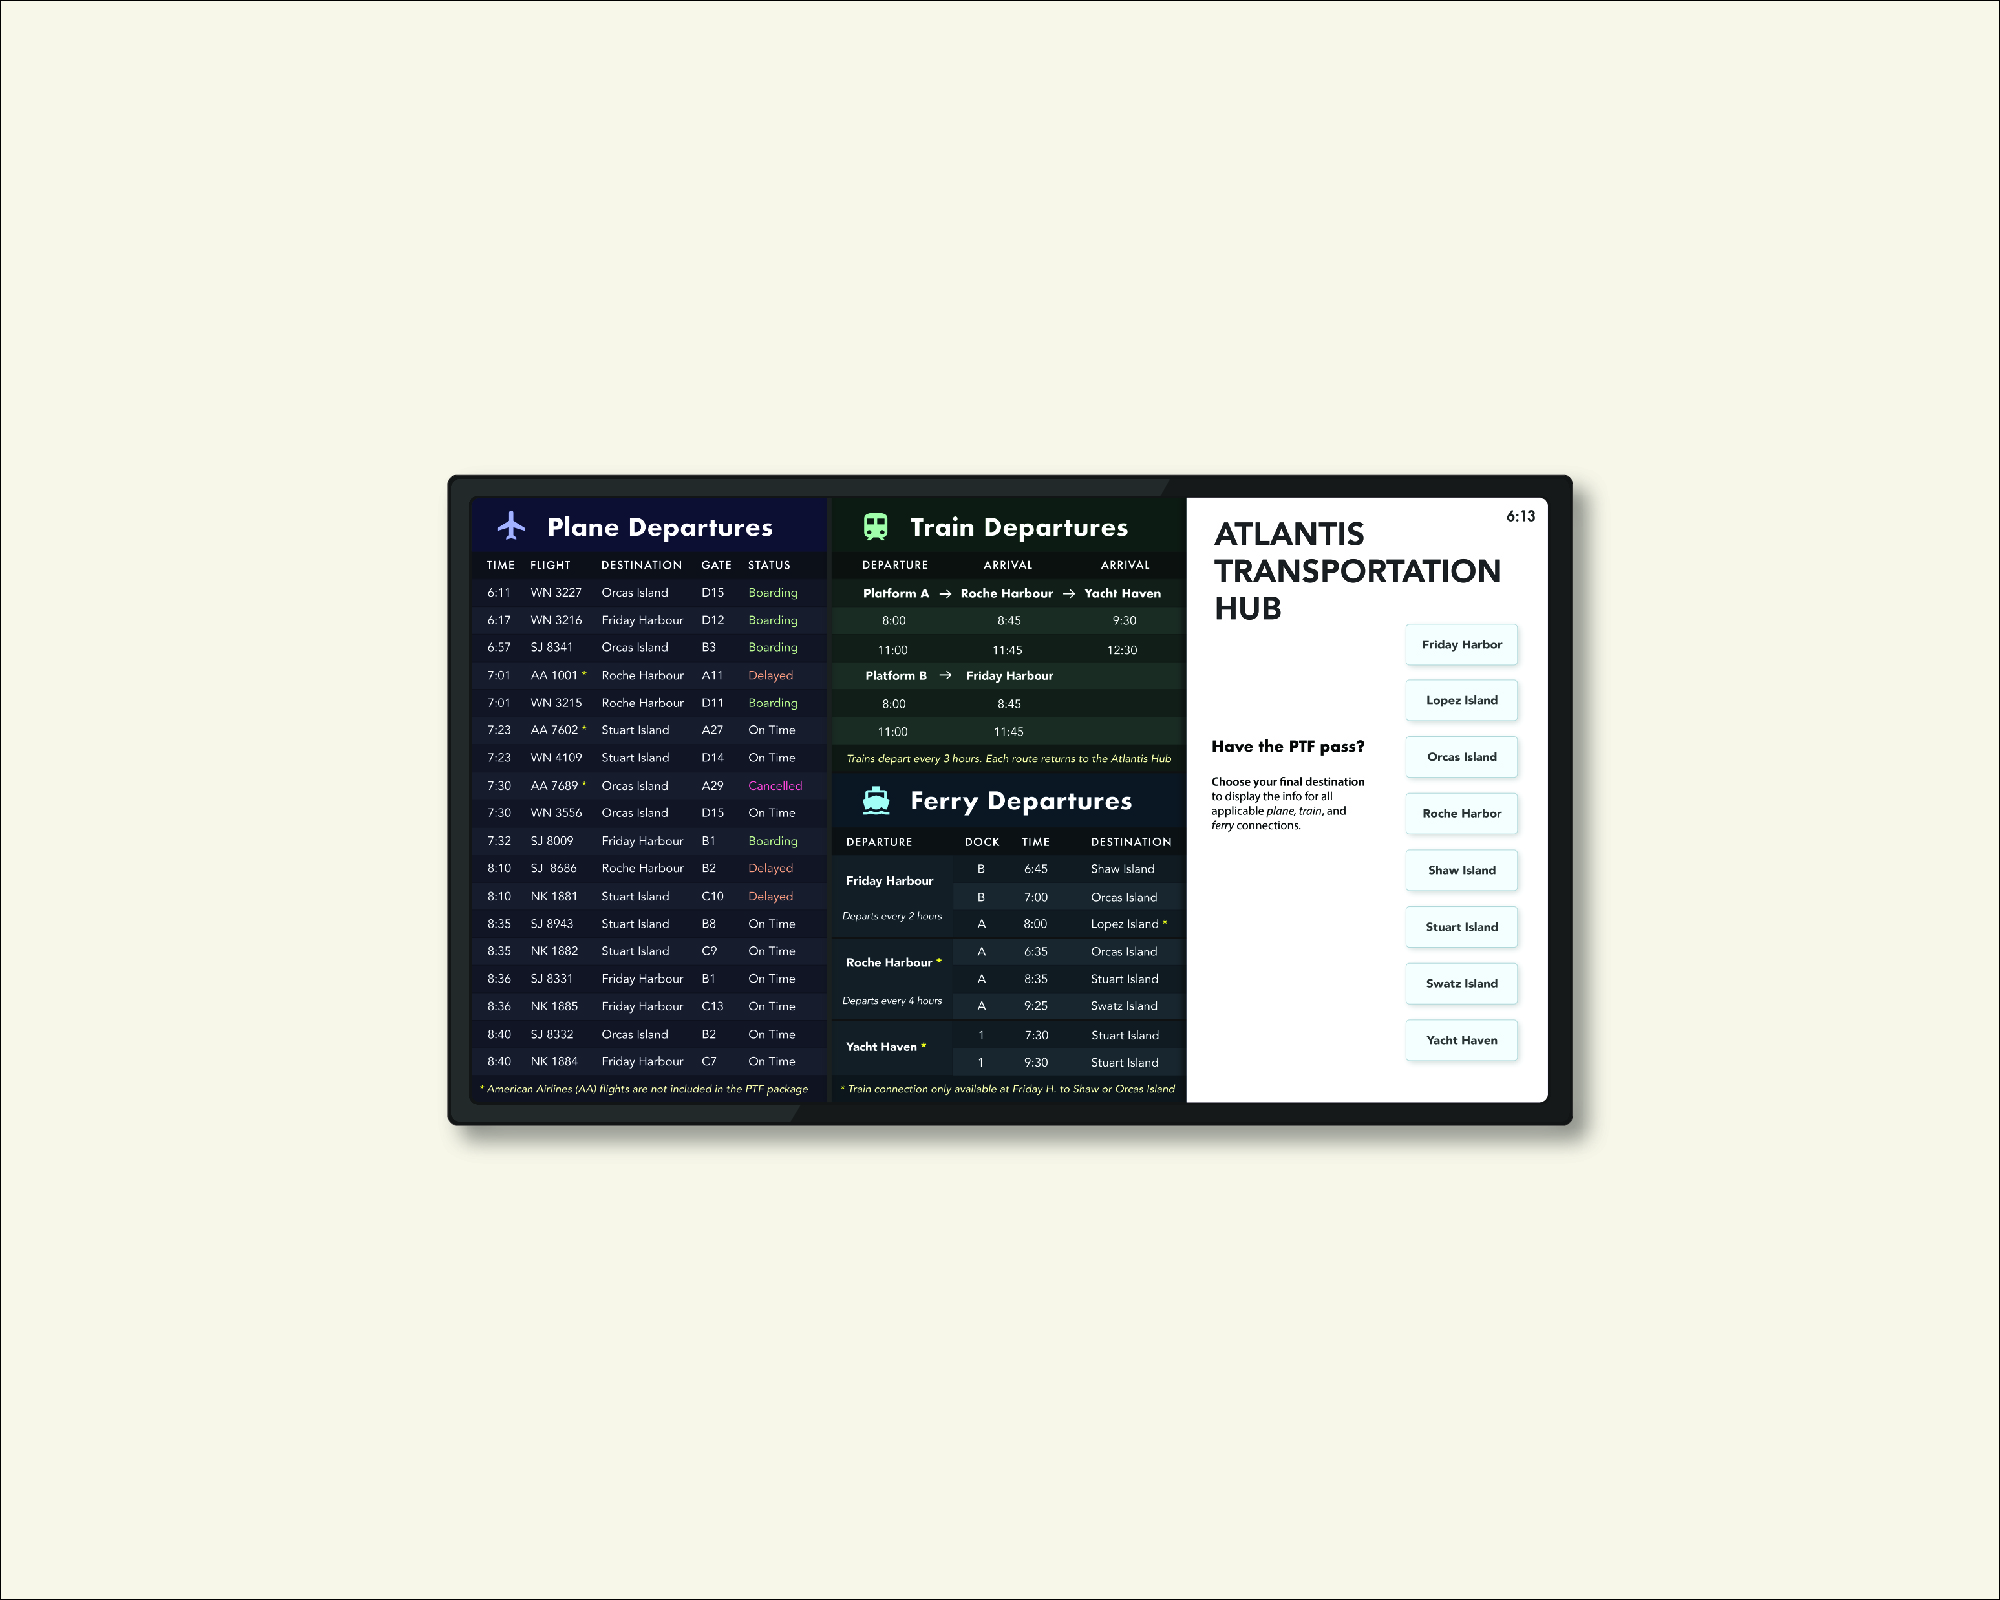 Plane Departures
TIME FLIGHT DESTINATION GATE STATUS
6:11 WN 3227 Orcas Island D15 Boarding
6:17 WN 3216 Friday Harbour D12 Boarding
6:57 SJ 8341 Orcas Island B3 Boarding
7:01 AA 1001 * Roche Harbour A11 Delayed
7:01 WN 3215 Roche Harbour D11 Boarding
7:23 AA 7602 * Stuart Island A27 On Time
7:23 WN 4109 Stuart Island D14 On Time
7:30 AA 7689 * Orcas Island A29 Cancelled
7:30 WN 3556 Orcas Island D15 On Time
7:32 SJ 8009 Friday Harbour B1 Boarding
8:10 SJ 8686 Roche Harbour B2 Delayed
8:10 NK 1881 Stuart Island C10 Delayed
8:35 SJ 8943 Stuart Island B8 On Time
8:35 NK 1882 Stuart Island C9 On Time
8:36 SJ 8331 Friday Harbour B1 On Time
8:36 NK 1885 Friday Harbour C13 On Time
8:40 SJ 8332 Orcas Island B2 On Time
8:40 NK 1884 Friday Harbour C7 On Time
* American Airlines (AA) flights are not included in the PTF package
Train Departures
DEPARTURE ARRIVAL ARRIVAL
Platform A → Roche Harbour → Yacht Haven
8:00 8:45 9:30
11:00 11:45 12:30
Platform B → Friday Harbour
8:00 8:45
11:00 11:45
Trains depart every 3 hours. Each route returns to the Atlantis Hub
Ferry Departures
DEPARTURE DOCK TIME DESTINATION
Friday Harbour
Departs every 2 hours
B 6:45 Shaw Island
B 7:00 Orcas Island
A 8:00 Lopez Island *
Roche Harbour *
Departs every 4 hours
A 6:35 Orcas Island
A 8:35 Stuart Island
A 9:25 Swatz Island
Yacht Haven *
1 7:30 Stuart Island
1 9:30 Stuart Island
* Train connection only available at Friday H. to Shaw or Orcas Island
6:13
ATLANTIS
TRANSPORTATION
HUB
Have the PTF pass?
Choose your final destination
to display the info for all
applicable plane, train, and
ferry connections.
Friday Harbor
Lopez Island
Orcas Island
Roche Harbor
Shaw Island
Stuart Island
Swatz Island
Yacht Haven